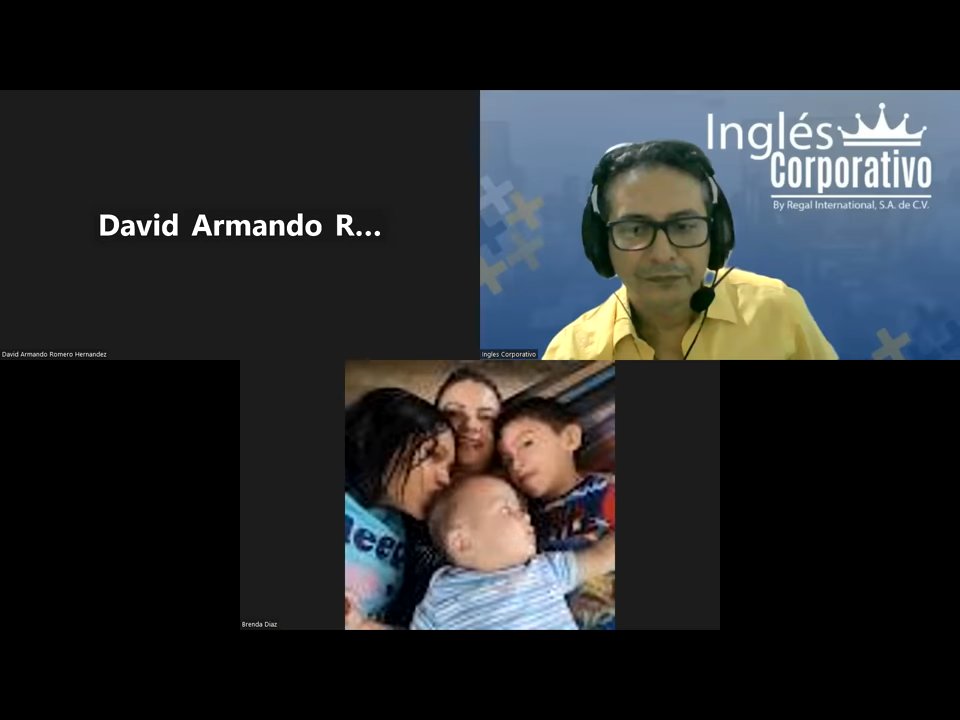 David Armando R...
David Armando Romero Hernandez
Inglés
Corporativo
By Regal International, S.A. de C.V.
Ingles Corporativo
Brenda Diaz